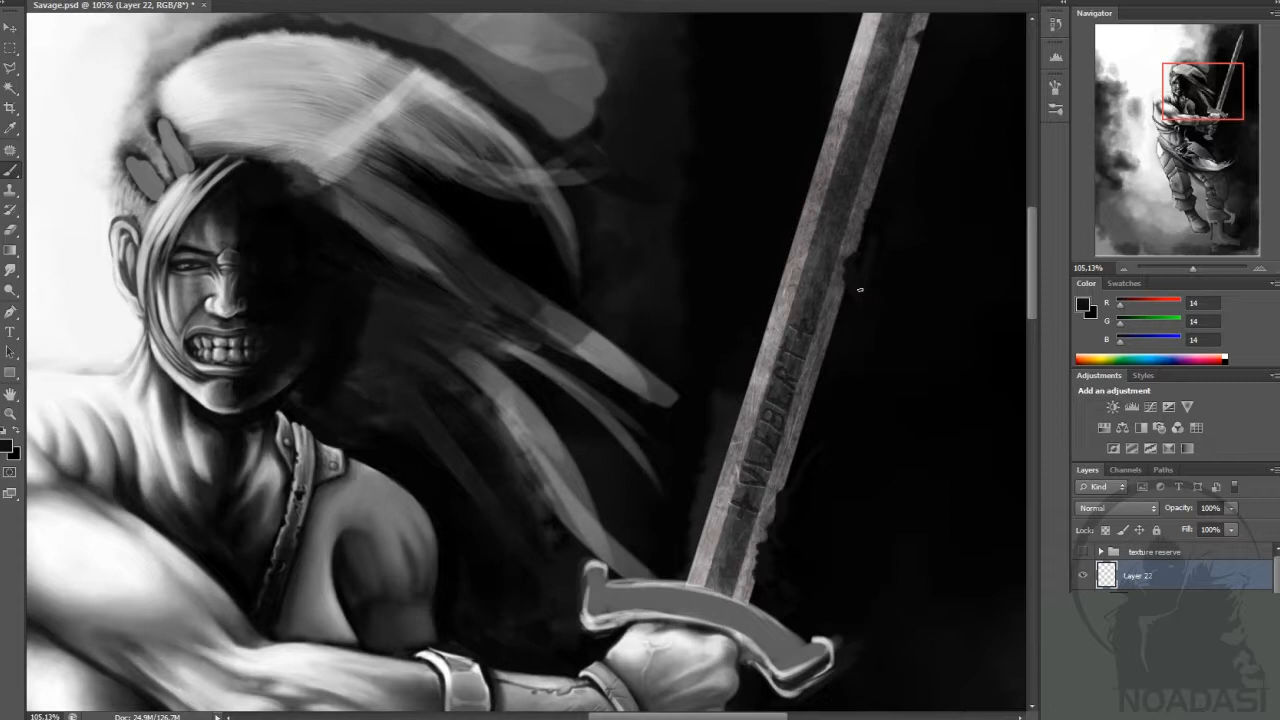 Savage.psd @ 105% (Layer 22, RGB/8*) * ×
Navigator
105,13%
Color Swatches
R 14
G 14
B 14
Adjustments Styles
Add an adjustment
Layers Channels Paths
Kind
Normal Opacity: 100%
Lock: Fill: 100%
texture reserve
Layer 22
NOADASI
105,13% Doc: 24,9M/126,7M